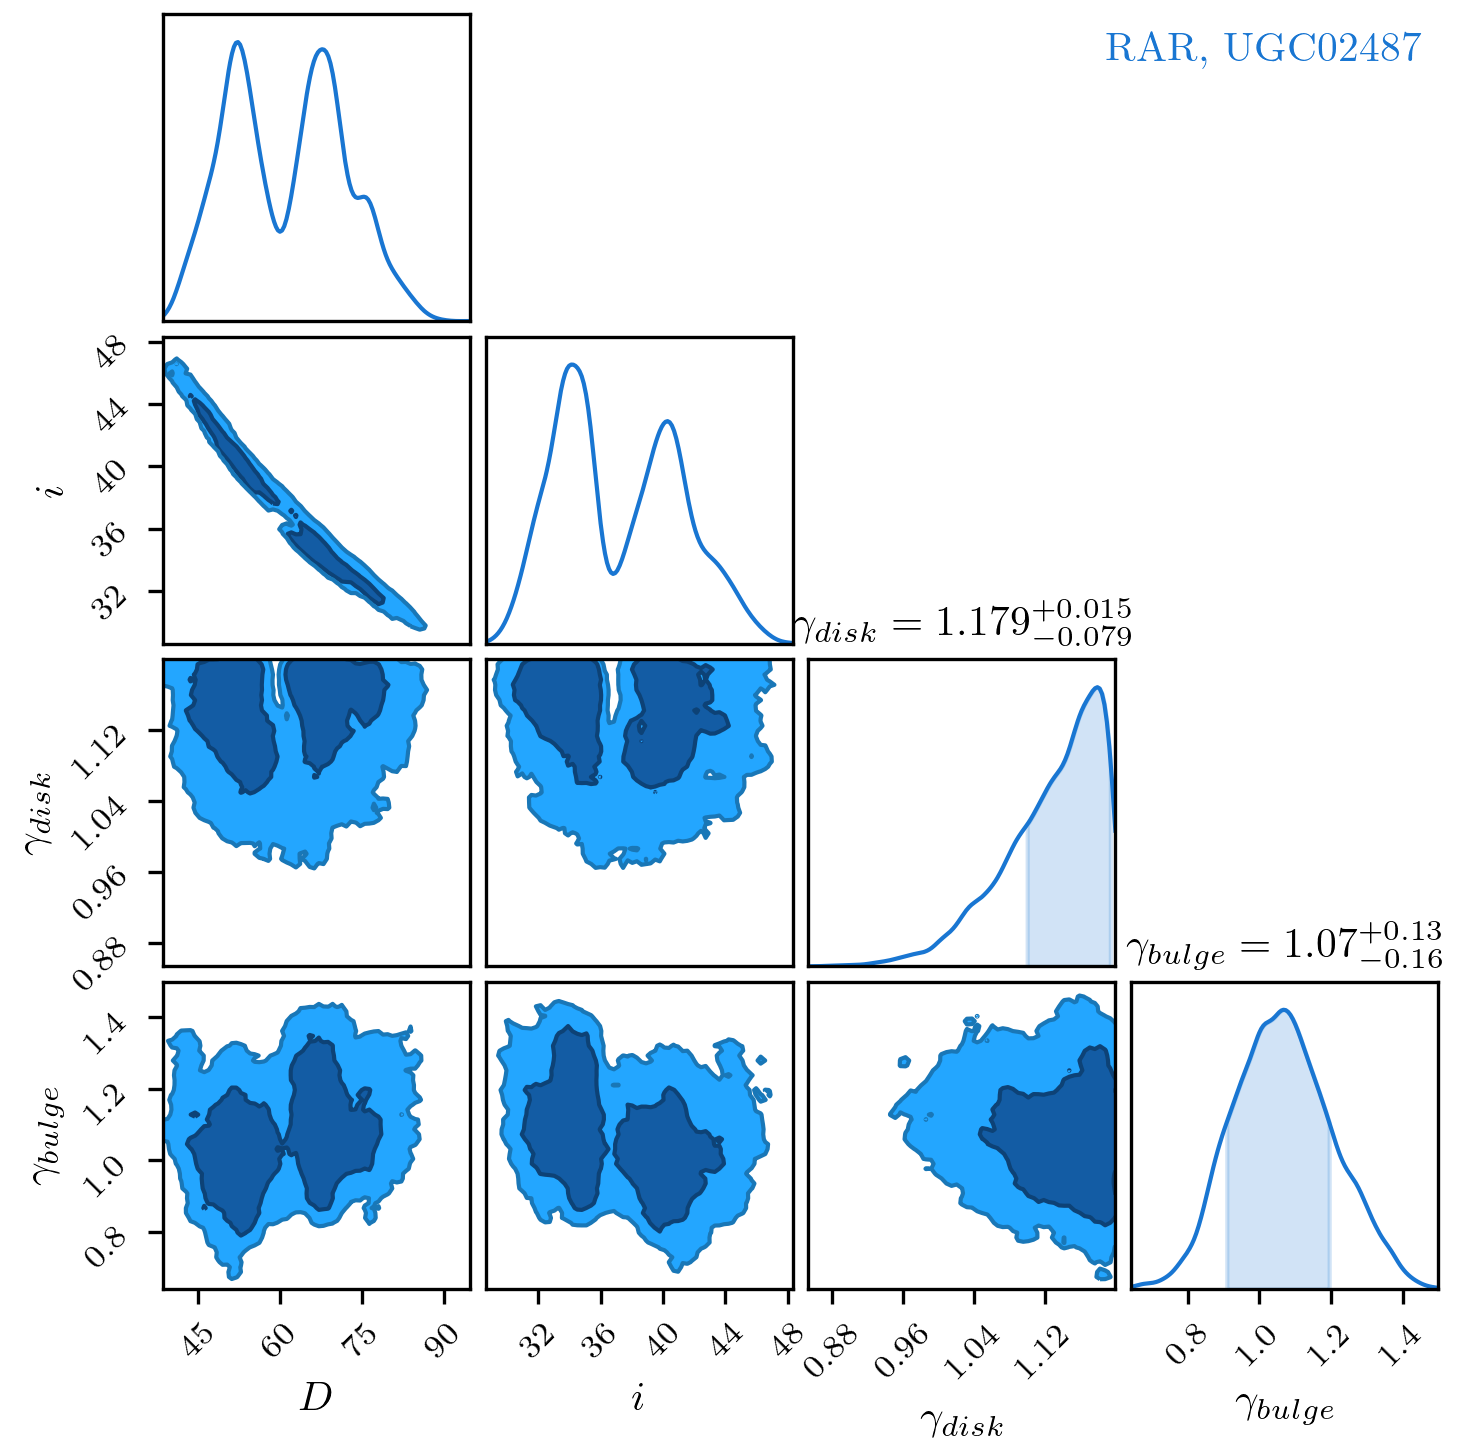 RAR, UGC02487
48
44
40
36
32
i
γ_disk = 1.179^{+0.015}_{−0.079}
1.12
1.04
0.96
0.88
γ_disk
γ_bulge = 1.07^{+0.13}_{−0.16}
1.4
1.2
1.0
0.8
γ_bulge
45 60 75 90
32 36 40 44 48
0.88 0.96 1.04 1.12
0.8 1.0 1.2 1.4
D
i
γ_disk
γ_bulge